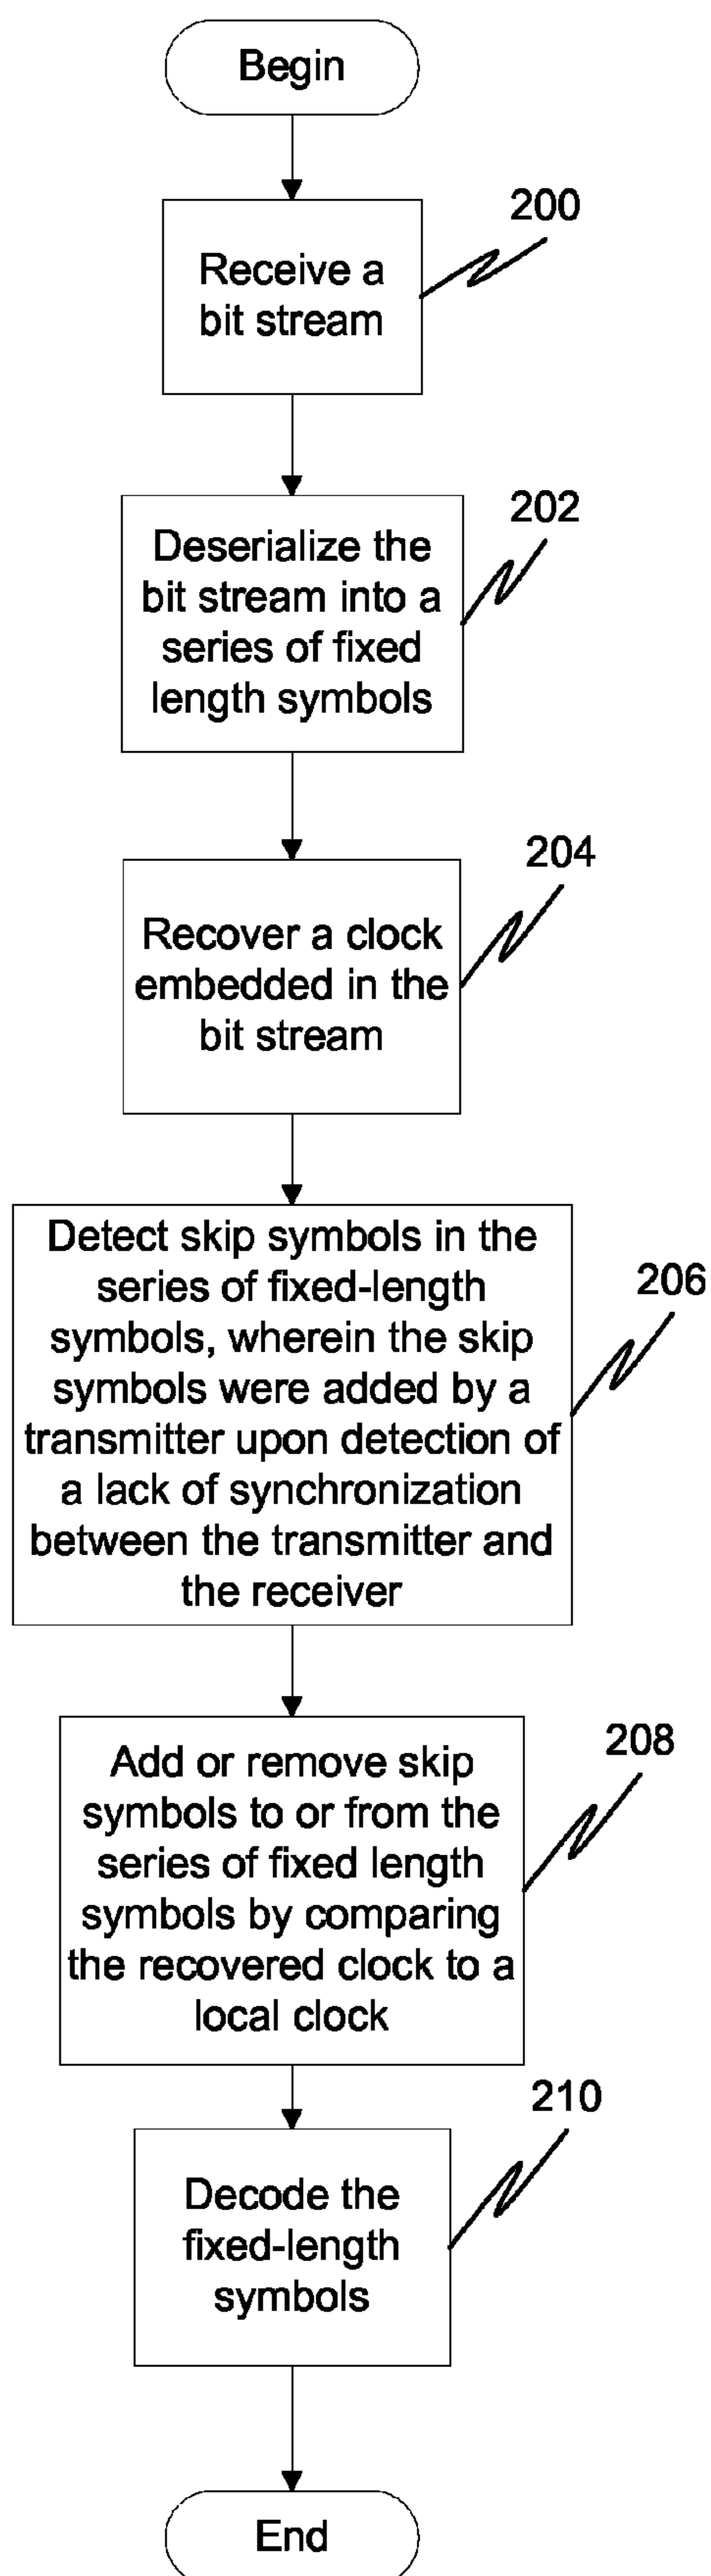 Begin
200
Receive a
bit stream
202
Deserialize the
bit stream into a
series of fixed
length symbols
204
Recover a clock
embedded in the
bit stream
Detect skip symbols in the
series of fixed-length
symbols, wherein the skip
symbols were added by a
transmitter upon detection of
a lack of synchronization
between the transmitter and
the receiver
206
Add or remove skip
symbols to or from the
series of fixed length
symbols by comparing
the recovered clock to a
local clock
208
210
Decode the
fixed-length
symbols
End